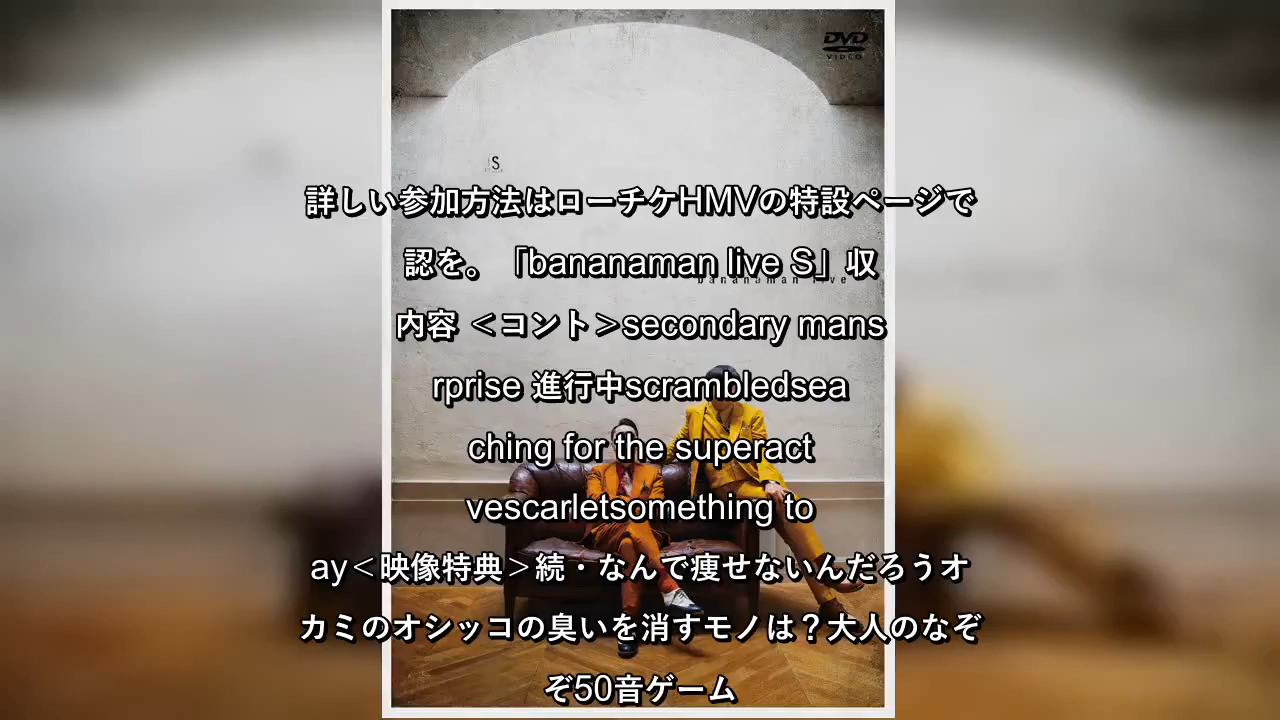 DVD
VIDEO
S
詳しい参加方法はローチケHMVの特設ページで
認を。「bananaman live S」収
bananaman live
内容 ＜コント＞secondary mans
rprise 進行中scrambledsea
ching for the superact
vescarletsomething to
ay＜映像特典＞続・なんで痩せないんだろうオ
カミのオシッコの臭いを消すモノは？大人のなぞ
ぞ50音ゲーム